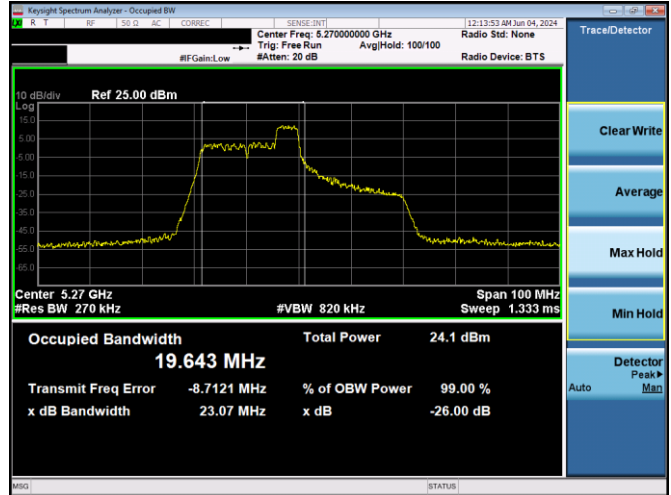 Keysight Spectrum Analyzer - Occupied BW
R T RF 50 Ω AC CORREC SENSE:INT 12:13:53 AM Jun 04, 2024
Center Freq: 5.270000000 GHz Radio Std: None
Trig: Free Run Avg|Hold: 100/100
#IFGain:Low #Atten: 20 dB Radio Device: BTS
Trace/Detector
10 dB/div Ref 25.00 dBm
Log
15.0
5.00
-5.00
-15.0
-25.0
-35.0
-45.0
-55.0
-65.0
Center 5.27 GHz Span 100 MHz
#Res BW 270 kHz #VBW 820 kHz Sweep 1.333 ms
Occupied Bandwidth Total Power 24.1 dBm
19.643 MHz
Transmit Freq Error -8.7121 MHz % of OBW Power 99.00 %
x dB Bandwidth 23.07 MHz x dB -26.00 dB
Clear Write
Average
Max Hold
Min Hold
Detector
Peak▶
Auto Man
MSG STATUS